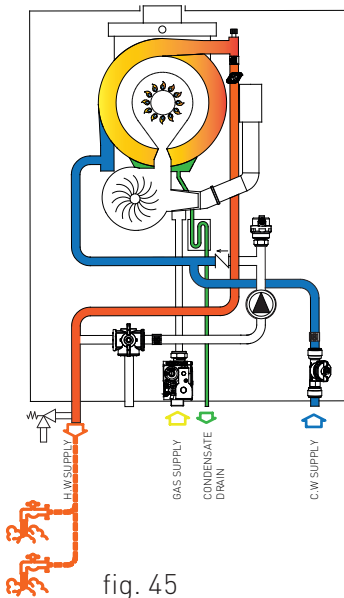 H.W SUPPLY
GAS SUPPLY
CONDENSATE
DRAIN
C.W SUPPLY
fig. 45